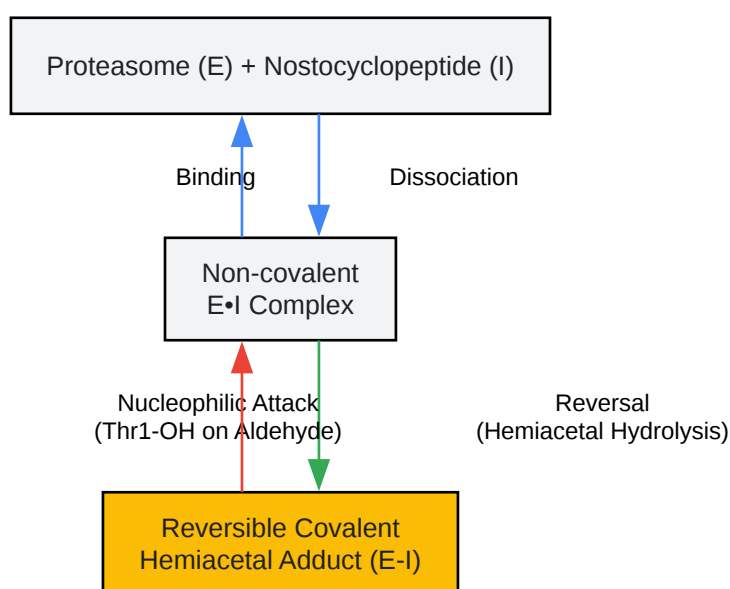 Proteasome (E) + Nostocyclopeptide (I)
Binding
Dissociation
Non-covalent
E•I Complex
Nucleophilic Attack
(Thr1-OH on Aldehyde)
Reversal
(Hemiacetal Hydrolysis)
Reversible Covalent
Hemiacetal Adduct (E-I)